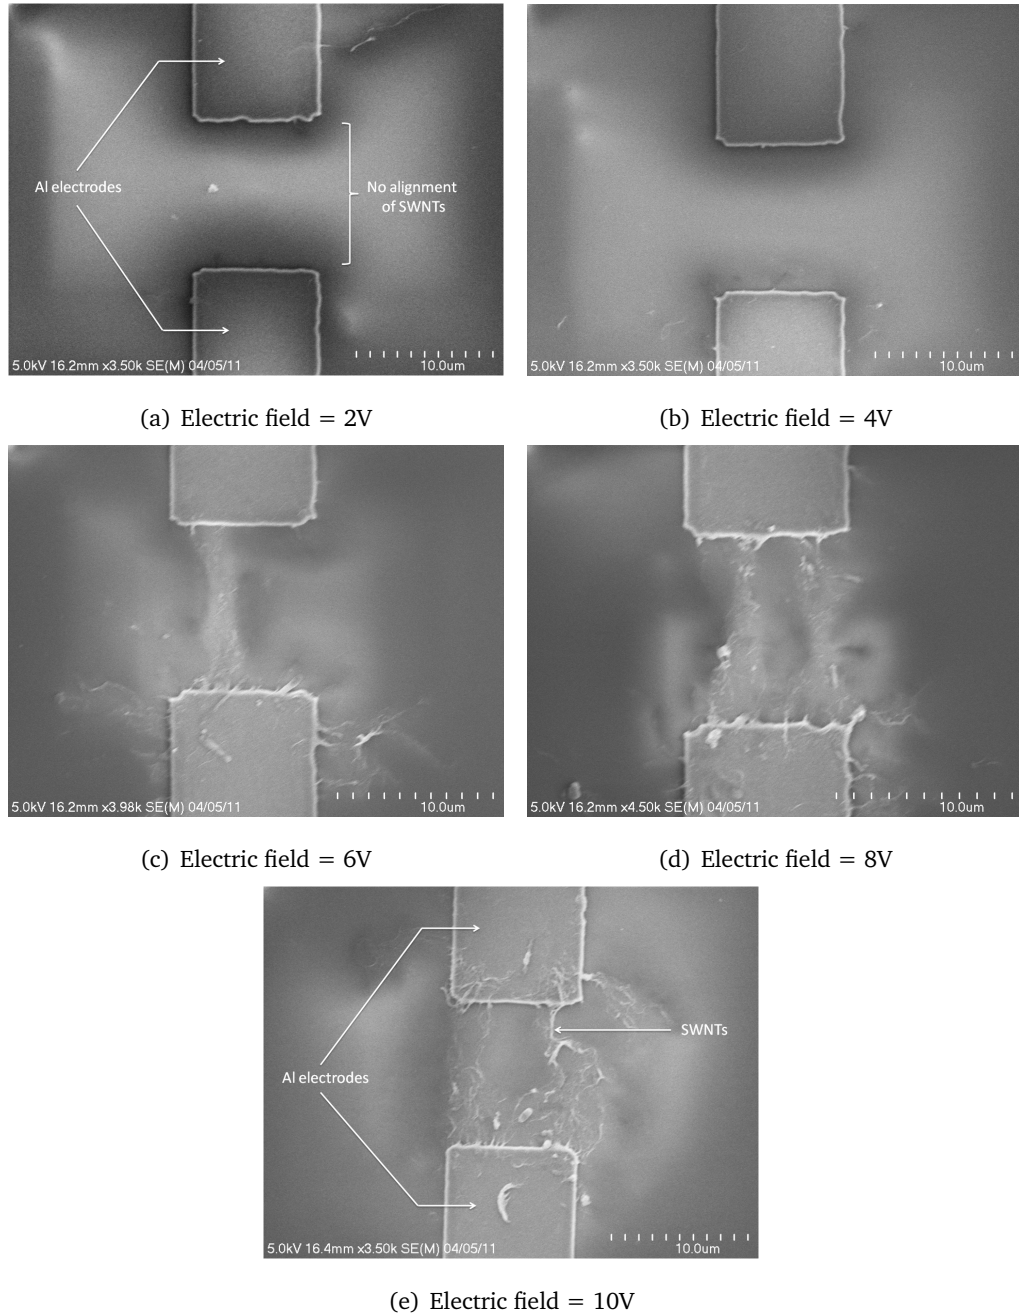 Al electrodes
No alignment
of SWNTs
5.0kV 16.2mm x3.50k SE(M) 04/05/11
10.0um
5.0kV 16.2mm x3.50k SE(M) 04/05/11
10.0um
(a) Electric field = 2V
(b) Electric field = 4V
5.0kV 16.2mm x3.98k SE(M) 04/05/11
10.0um
5.0kV 16.2mm x4.50k SE(M) 04/05/11
10.0um
(c) Electric field = 6V
(d) Electric field = 8V
SWNTs
Al electrodes
5.0kV 16.4mm x3.50k SE(M) 04/05/11
10.0um
(e) Electric field = 10V